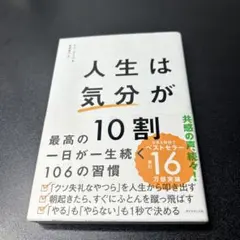 人生は
気分が
10割
最高の
一日が一生続く
106の習慣
共感の声、続々!
ベストセラー
16
万部突破
「クソ失礼なやつら」を人生から叩き出す
朝起きたら、すぐにふとんを蹴っ飛ばす
「やる」も「やらない」も1秒で決める